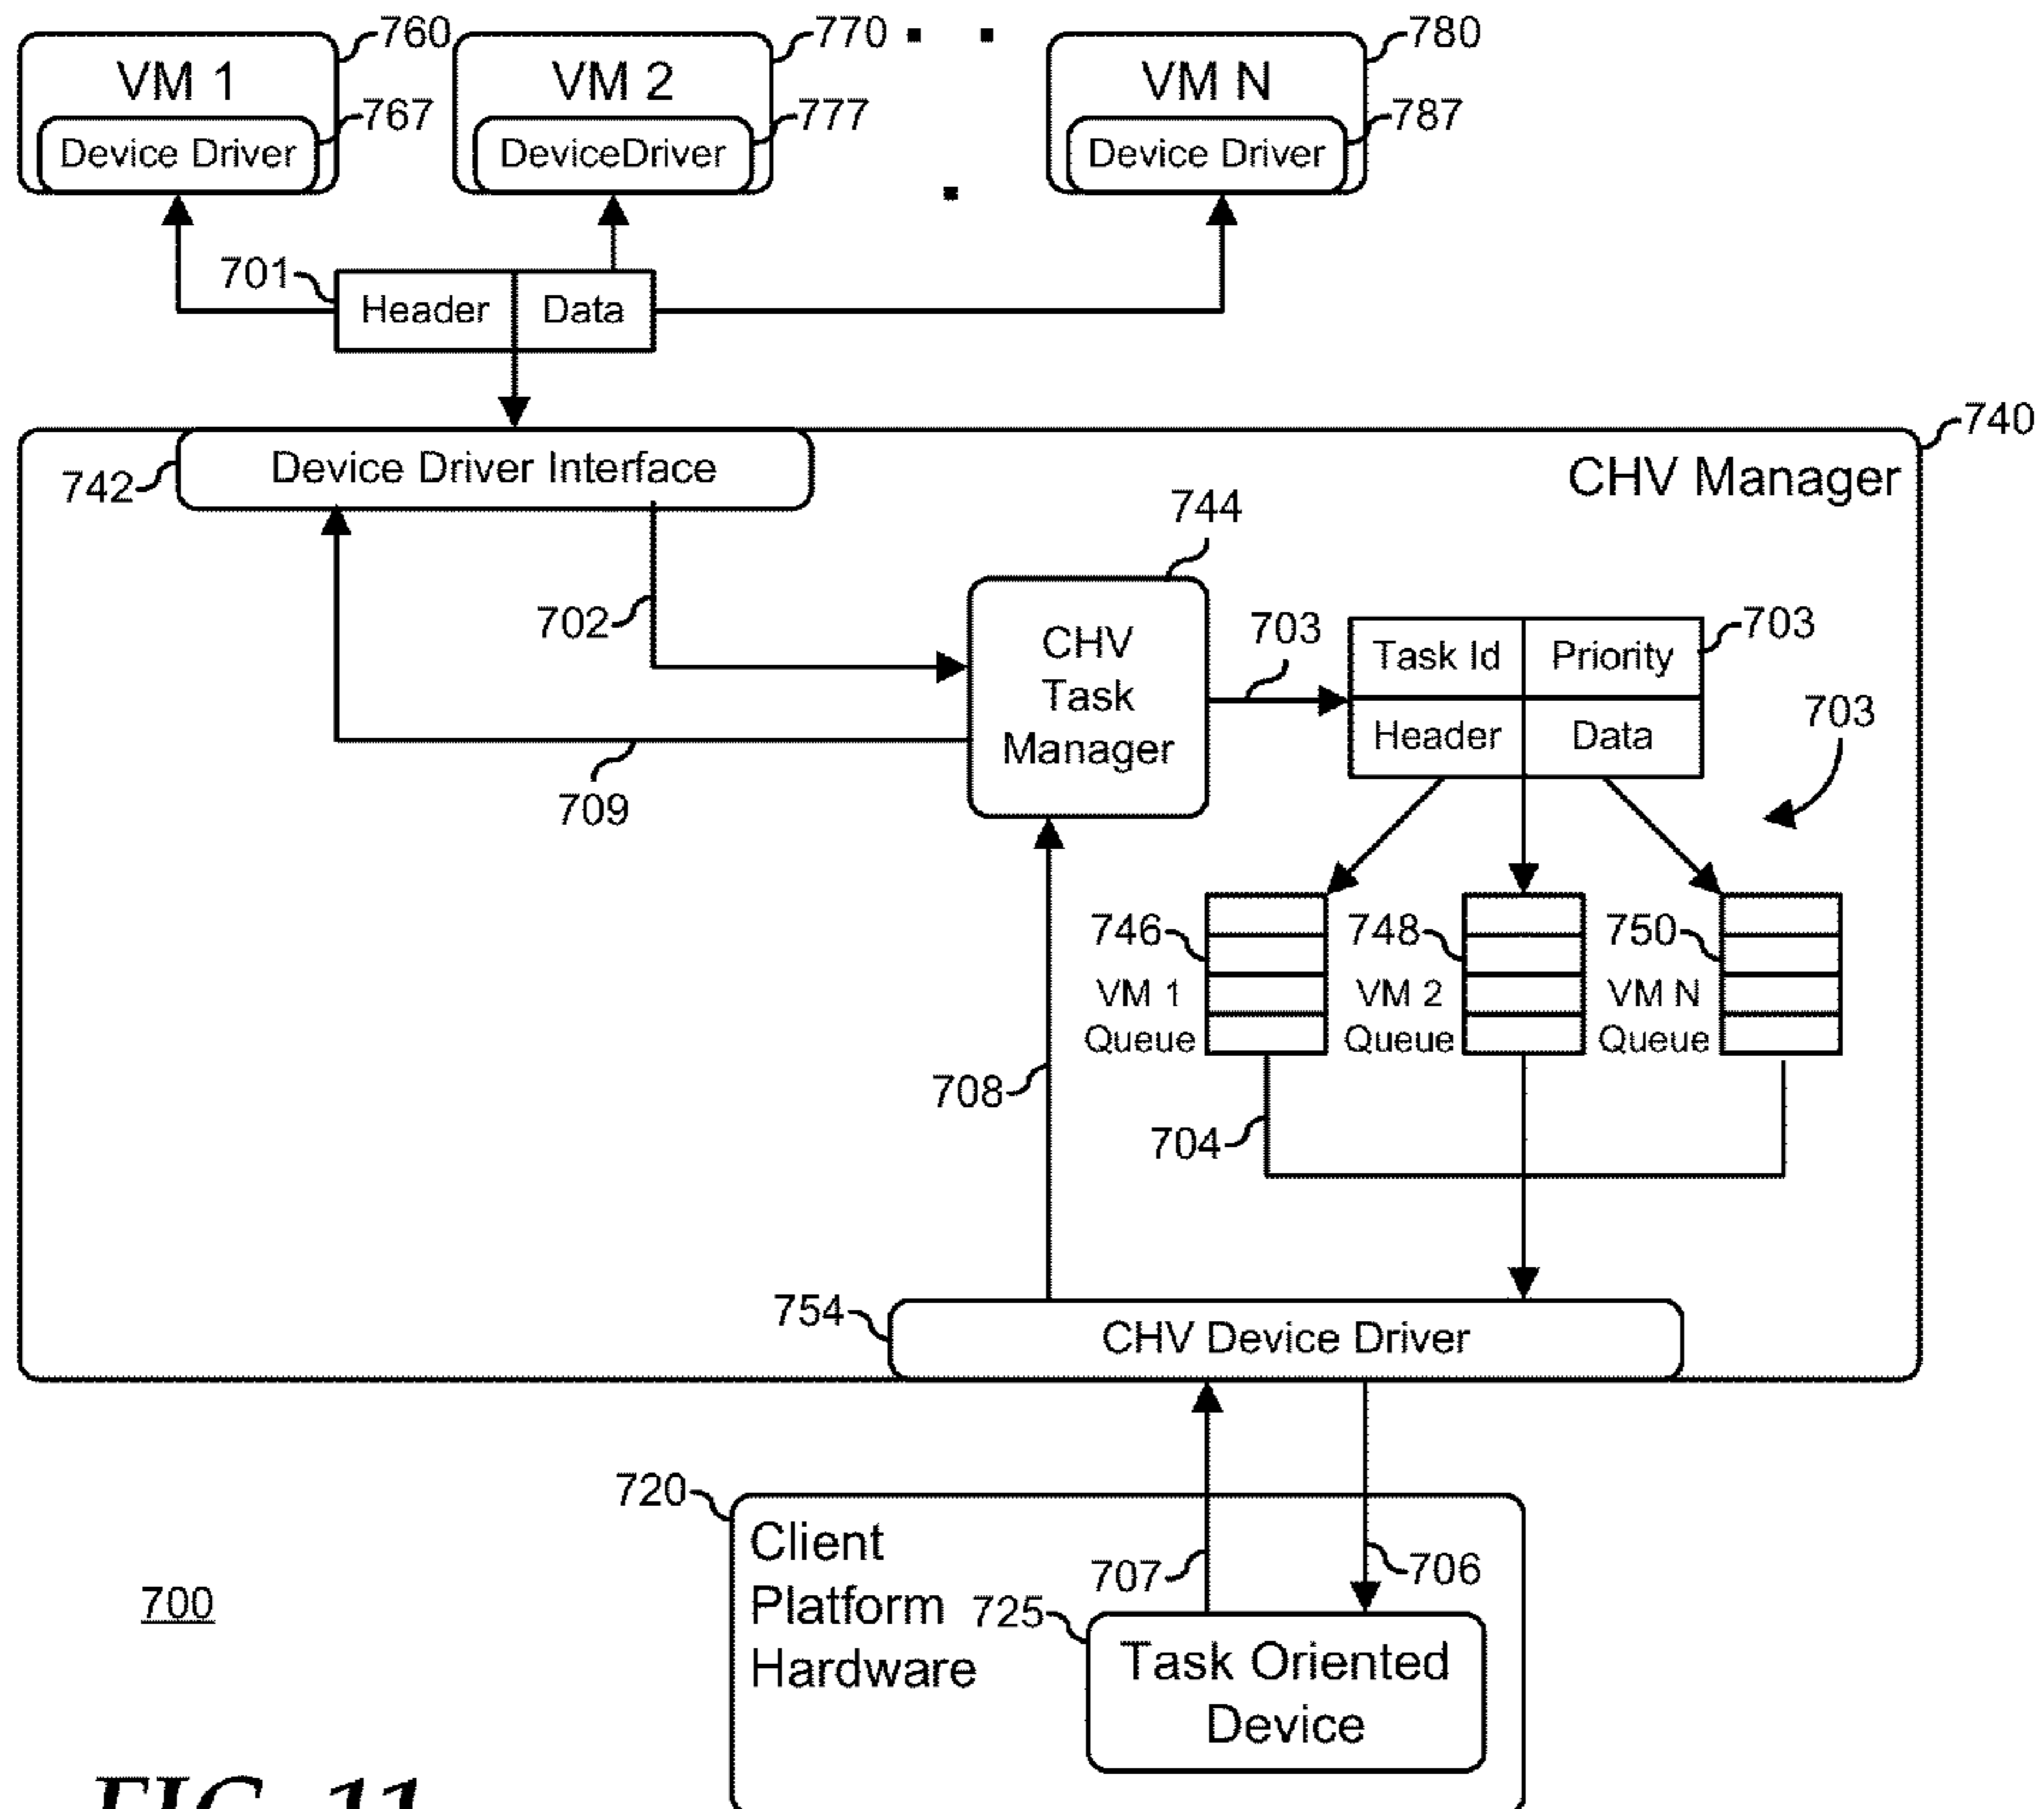 760
770
780
VM 1
VM 2
VM N
767
777
787
Device Driver
DeviceDriver
Device Driver
701
Header
Data
740
742
Device Driver Interface
CHV Manager
744
702
CHV
Task
Manager
703
Task Id
Priority
703
Header
Data
703
709
746
748
750
VM 1
Queue
VM 2
Queue
VM N
Queue
708
704
754
CHV Device Driver
720
Client
Platform
Hardware
707
706
725
Task Oriented
Device
700
FIG. 11